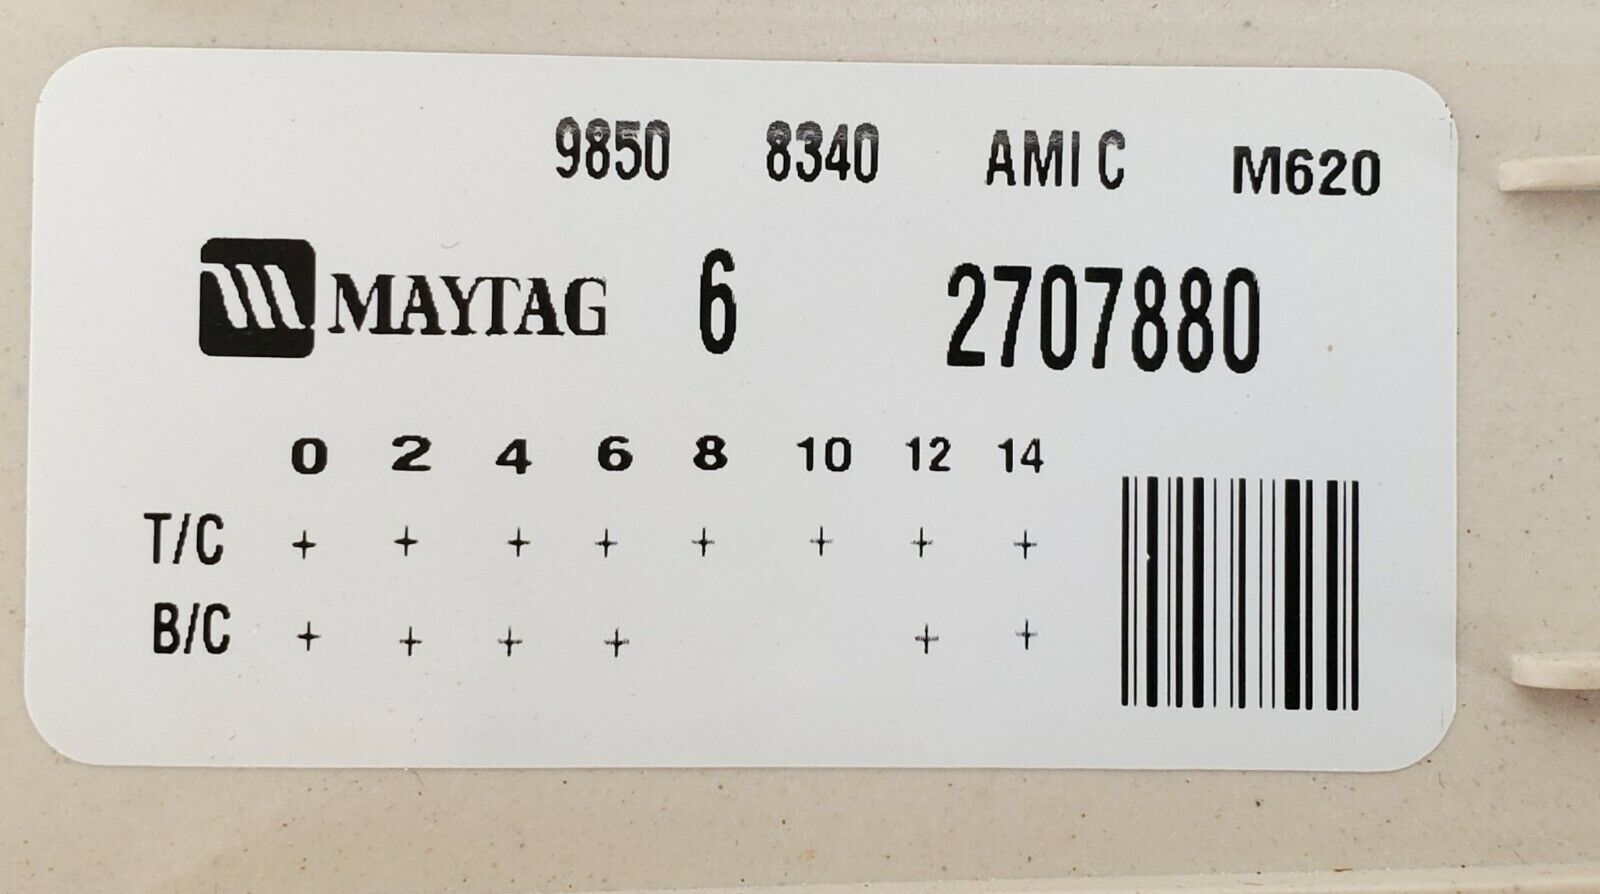 9850 8340 AMI C M620
MAYTAG 6 2707880
0 2 4 6 8 10 12 14
T/C + + + + + + + +
B/C + + + + + +